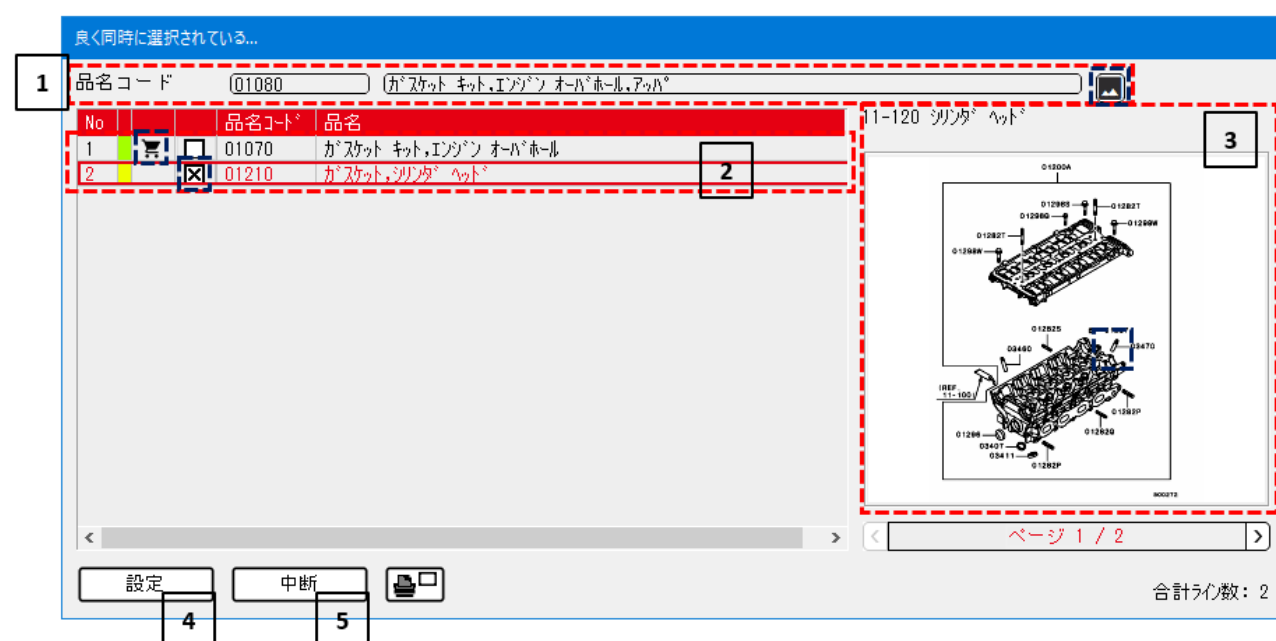 良く同時に選択されている...
1
品名コード 01080 ガスケット キット,エンジン オーバホール,アッパ
No 品名コード 品名
1 01070 ガスケット キット,エンジン オーバホール
2 01210 ガスケット,シリンダ ヘッド
2
11-120 シリンダ ヘッド
3
01200A
01298S 01282T
01298G 01298W
01282T
01298W
01282S
03460 03470
(REF. 11-100)
01282P
01298 01282G
03407
03411
01282P
900272
ページ 1 / 2
設定 中断
4 5
合計ライン数: 2